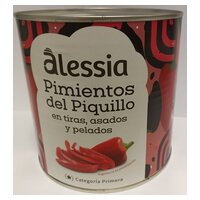 alessia
Pimientos
del Piquillo
en tiras, asados
y pelados
Categoría Primera